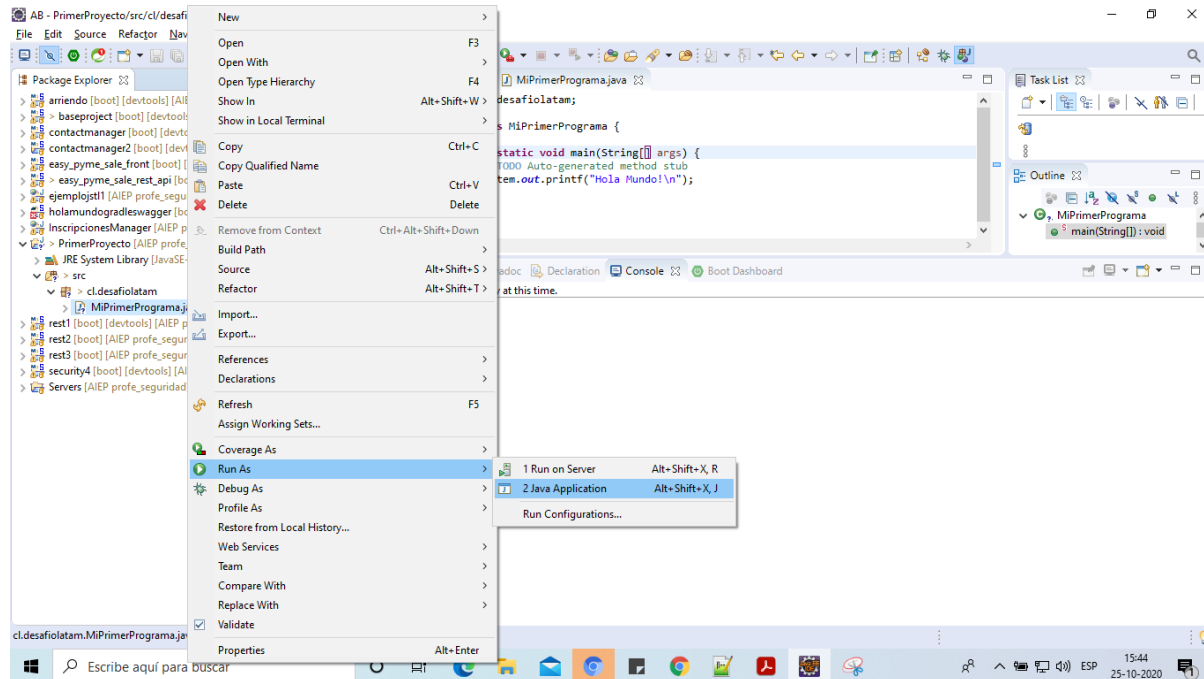 AB - PrimerProyecto/src/cl/desafi
File Edit Source Refactor Nav
Package Explorer
arriendo [boot] [devtools] [AI
> baseproject [boot] [devtoo
contactmanager [boot] [devto
contactmanager2 [boot] [dev
easy_pyme_sale_front [boot] [
> easy_pyme_sale_rest_api [bo
ejemplojstl1 [AIEP profe_segu
holamundogradleswagger [bo
InscripcionesManager [AIEP p
> PrimerProyecto [AIEP profe_
JRE System Library [JavaSE-
> src
> cl.desafiolatam
> MiPrimerPrograma.j
rest1 [boot] [devtools] [AIEP p
rest2 [boot] [AIEP profe_segur
rest3 [boot] [AIEP profe_segur
security4 [boot] [devtools] [AI
Servers [AIEP profe_seguridad
New
Open F3
Open With
Open Type Hierarchy F4
Show In Alt+Shift+W
Show in Local Terminal
Copy Ctrl+C
Copy Qualified Name
Paste Ctrl+V
Delete Delete
Remove from Context Ctrl+Alt+Shift+Down
Build Path
Source Alt+Shift+S
Refactor Alt+Shift+T
Import...
Export...
References
Declarations
Refresh F5
Assign Working Sets...
Coverage As
Run As
Debug As
Profile As
Restore from Local History...
Web Services
Team
Compare With
Replace With
Validate
Properties Alt+Enter
1 Run on Server Alt+Shift+X, R
2 Java Application Alt+Shift+X, J
Run Configurations...
MiPrimerPrograma.java
desafiolatam;
s MiPrimerPrograma {
static void main(String[] args) {
TODO Auto-generated method stub
tem.out.printf("Hola Mundo!\n");
adoc Declaration Console Boot Dashboard
y at this time.
Task List
Outline
MiPrimerPrograma
main(String[]) : void
cl.desafiolatam.MiPrimerPrograma.jav
Escribe aquí para buscar
ESP
15:44
25-10-2020